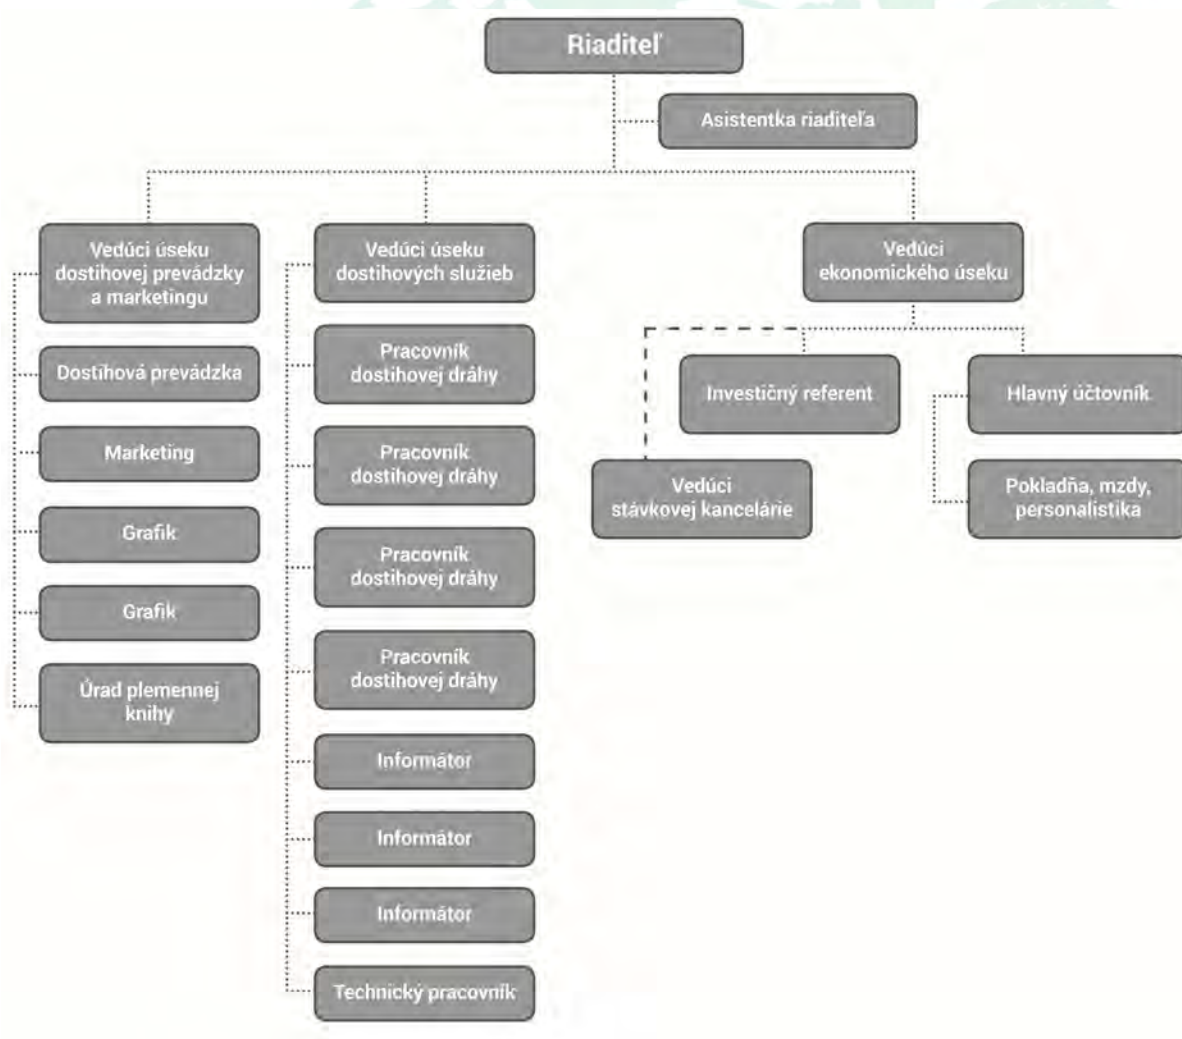 Riaditeľ
Asistentka riaditeľa
Vedúci úseku
dostihovej prevádzky
a marketingu
Dostihová prevádzka
Marketing
Grafik
Grafik
Úrad plemennej
knihy
Vedúci úseku
dostihových služieb
Pracovník
dostihovej dráhy
Pracovník
dostihovej dráhy
Pracovník
dostihovej dráhy
Pracovník
dostihovej dráhy
Informátor
Informátor
Informátor
Technický pracovník
Vedúci
ekonomického úseku
Investičný referent
Vedúci
stávkovej kancelárie
Hlavný účtovník
Pokladňa, mzdy,
personalistika